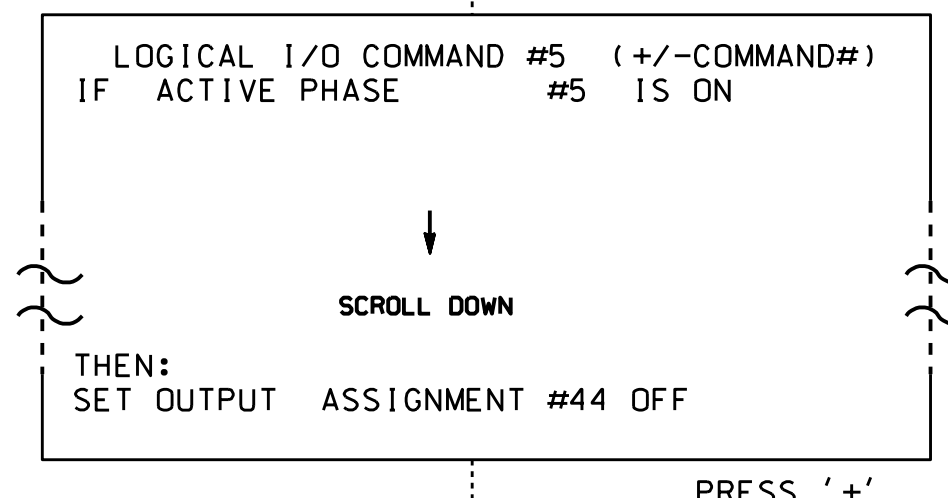 LOGICAL I/O COMMAND #5 (+/-COMMAND#)
IF ACTIVE PHASE #5 IS ON
SCROLL DOWN
THEN:
SET OUTPUT ASSIGNMENT #44 OFF
PRESS '+'